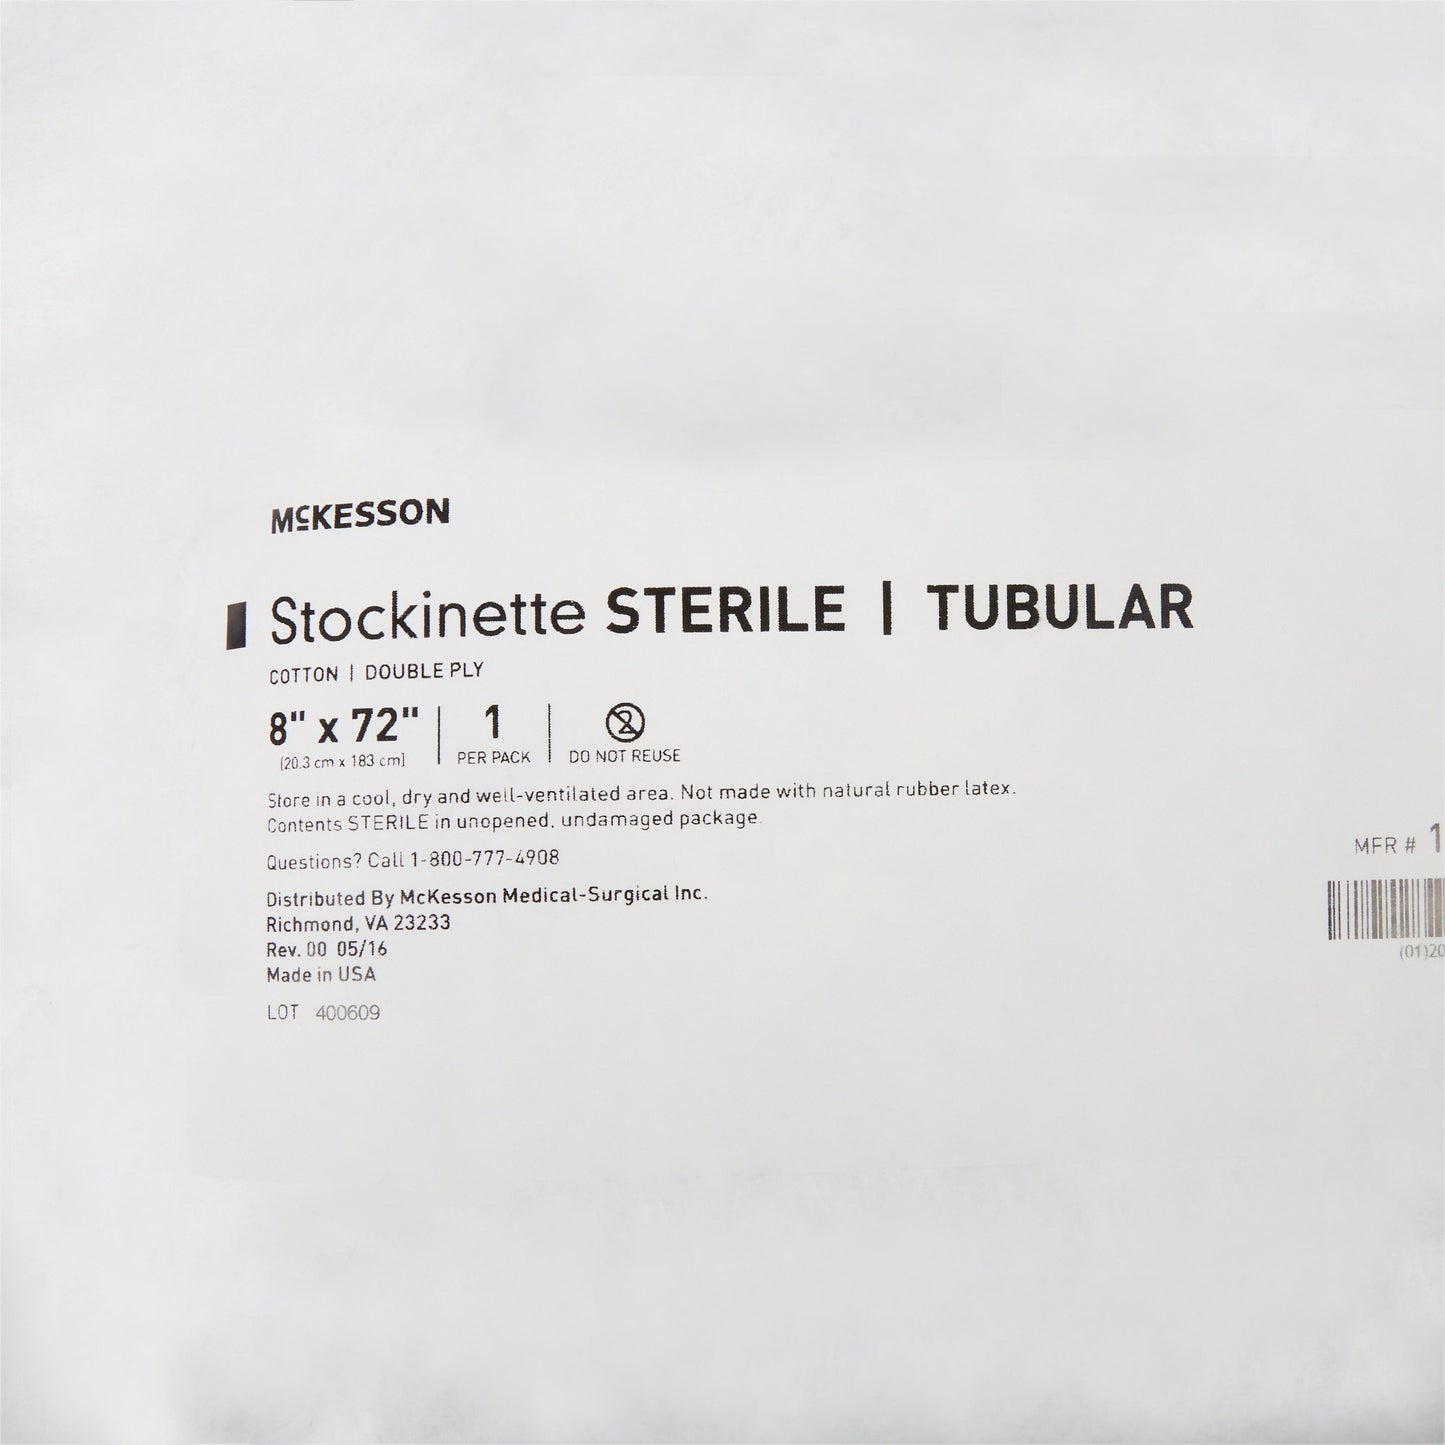 McKESSON
Stockinette STERILE | TUBULAR
COTTON | DOUBLE PLY
8" x 72"
(20.3 cm x 183 cm)
1
PER PACK
2
DO NOT REUSE
Store in a cool, dry and well-ventilated area. Not made with natural rubber latex.
Contents STERILE in unopened, undamaged package.
Questions? Call 1-800-777-4908
Distributed By McKesson Medical-Surgical Inc.
Richmond, VA 23233
Rev. 00 05/16
Made in USA
LOT 400609
MFR # 1
(01)20